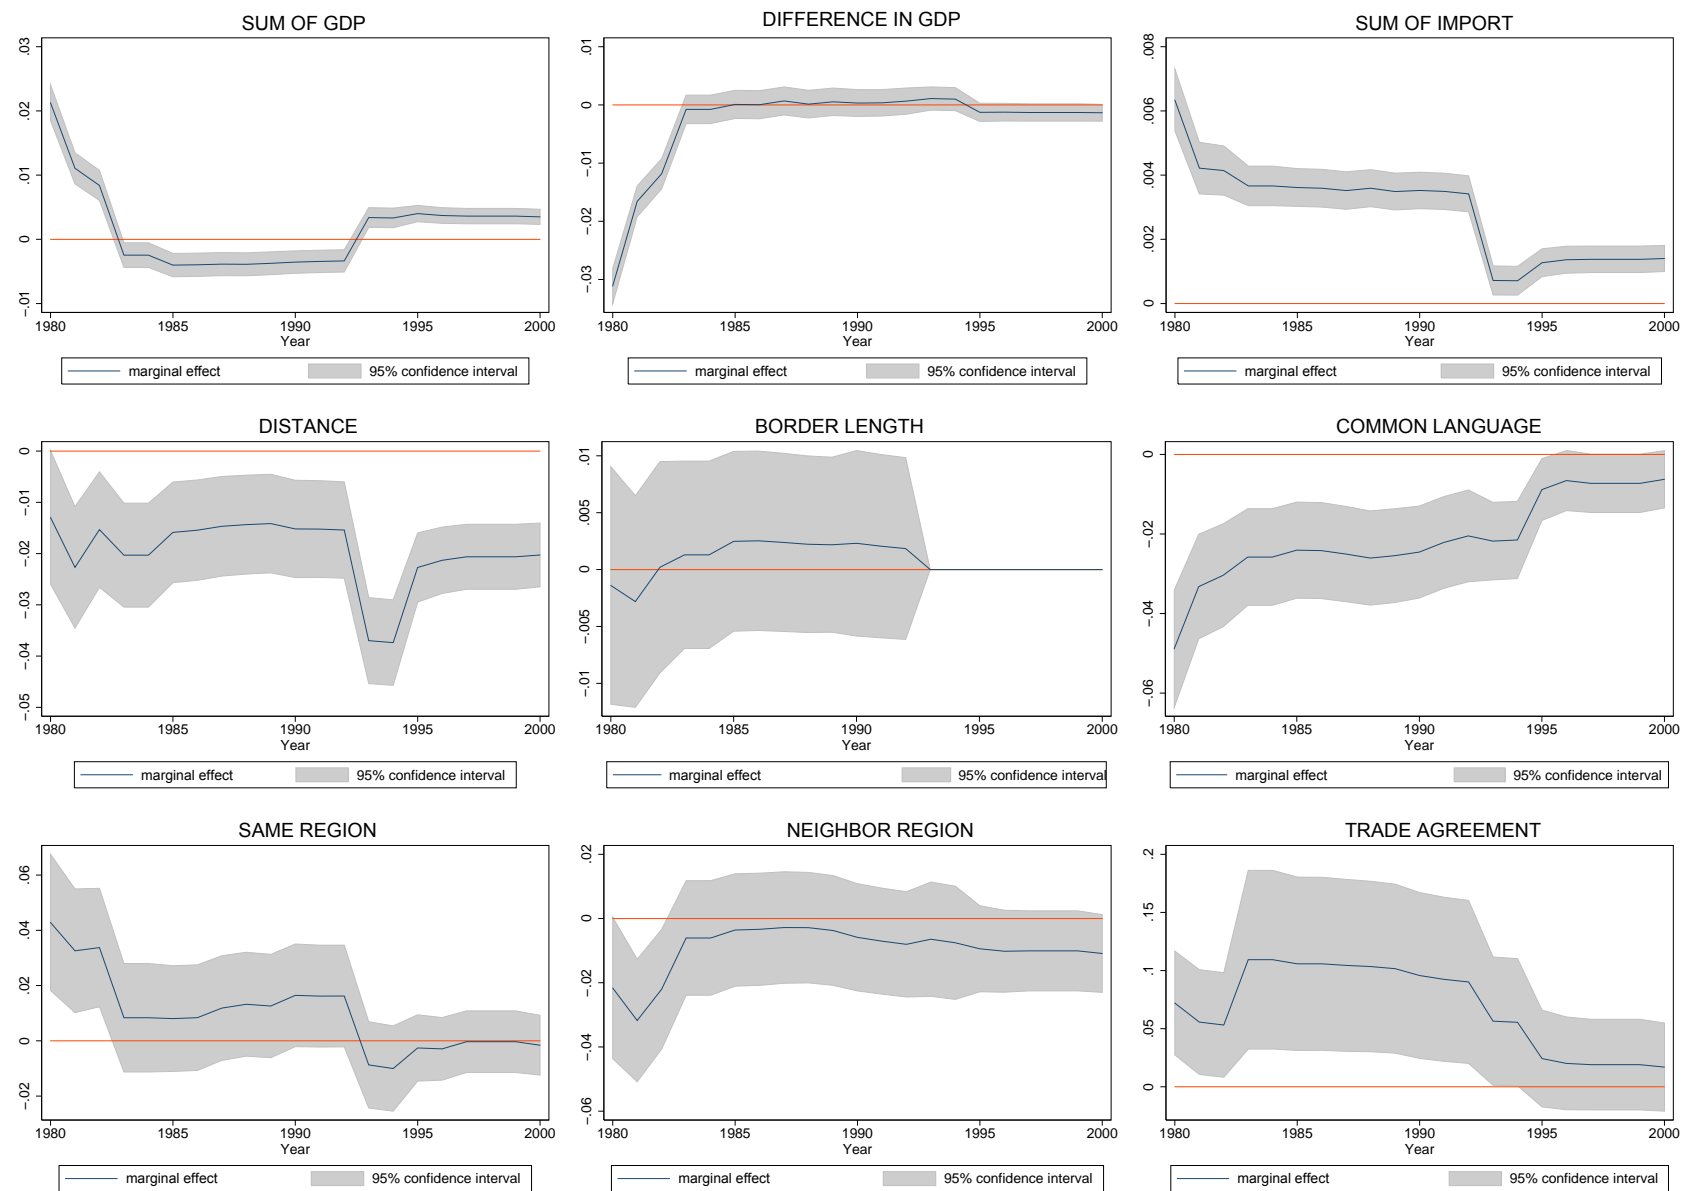 SUM OF GDP
.03
.02
.01
0
-.01
1980 1985 1990 1995 2000
Year
marginal effect 95% confidence interval
DIFFERENCE IN GDP
.01
0
-.01
-.02
-.03
1980 1985 1990 1995 2000
Year
marginal effect 95% confidence interval
SUM OF IMPORT
.008
.006
.004
.002
0
1980 1985 1990 1995 2000
Year
marginal effect 95% confidence interval
DISTANCE
0
-.01
-.02
-.03
-.04
-.05
1980 1985 1990 1995 2000
Year
marginal effect 95% confidence interval
BORDER LENGTH
.01
.005
0
-.005
-.01
1980 1985 1990 1995 2000
Year
marginal effect 95% confidence interval
COMMON LANGUAGE
0
-.02
-.04
-.06
1980 1985 1990 1995 2000
Year
marginal effect 95% confidence interval
SAME REGION
.06
.04
.02
0
-.02
1980 1985 1990 1995 2000
Year
marginal effect 95% confidence interval
NEIGHBOR REGION
.02
0
-.02
-.04
-.06
1980 1985 1990 1995 2000
Year
marginal effect 95% confidence interval
TRADE AGREEMENT
.2
.15
.1
.05
0
1980 1985 1990 1995 2000
Year
marginal effect 95% confidence interval